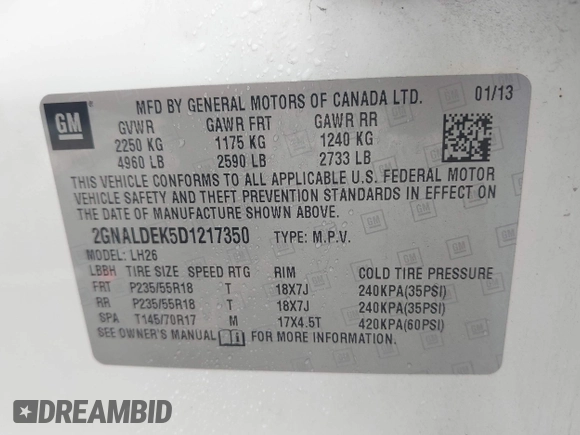 GM
MFD BY GENERAL MOTORS OF CANADA LTD. 01/13
GVWR GAWR FRT GAWR RR
2250 KG 1175 KG 1240 KG
4960 LB 2590 LB 2733 LB
THIS VEHICLE CONFORMS TO ALL APPLICABLE U.S. FEDERAL MOTOR
VEHICLE SAFETY AND THEFT PREVENTION STANDARDS IN EFFECT ON
THE DATE OF MANUFACTURE SHOWN ABOVE.
2GNALDEK5D1217350 TYPE: M.P.V.
MODEL: LH26
LBBH TIRE SIZE SPEED RTG RIM COLD TIRE PRESSURE
FRT P235/55R18 T 18X7J 240KPA(35PSI)
RR P235/55R18 T 18X7J 240KPA(35PSI)
SPA T145/70R17 M 17X4.5T 420KPA(60PSI)
SEE OWNER'S MANUAL FOR ADDITIONAL INFORMATION.
DREAMBID